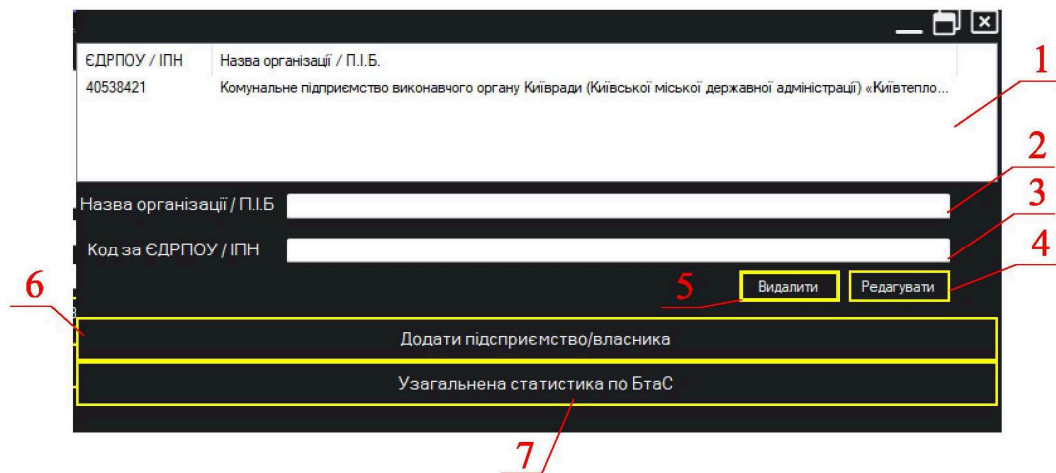 ЄДРПОУ / ІПН Назва організації / П.І.Б.
1
40538421 Комунальне підприємство виконавчого органу Київради (Київської міської державної адміністрації) «Київтепло...
2
Назва організації / П.І.Б
3
Код за ЄДРПОУ / ІПН
4
6 5 Видалити Редагувати
Додати підсприємство/власника
Узагальнена статистика по БтаС
7